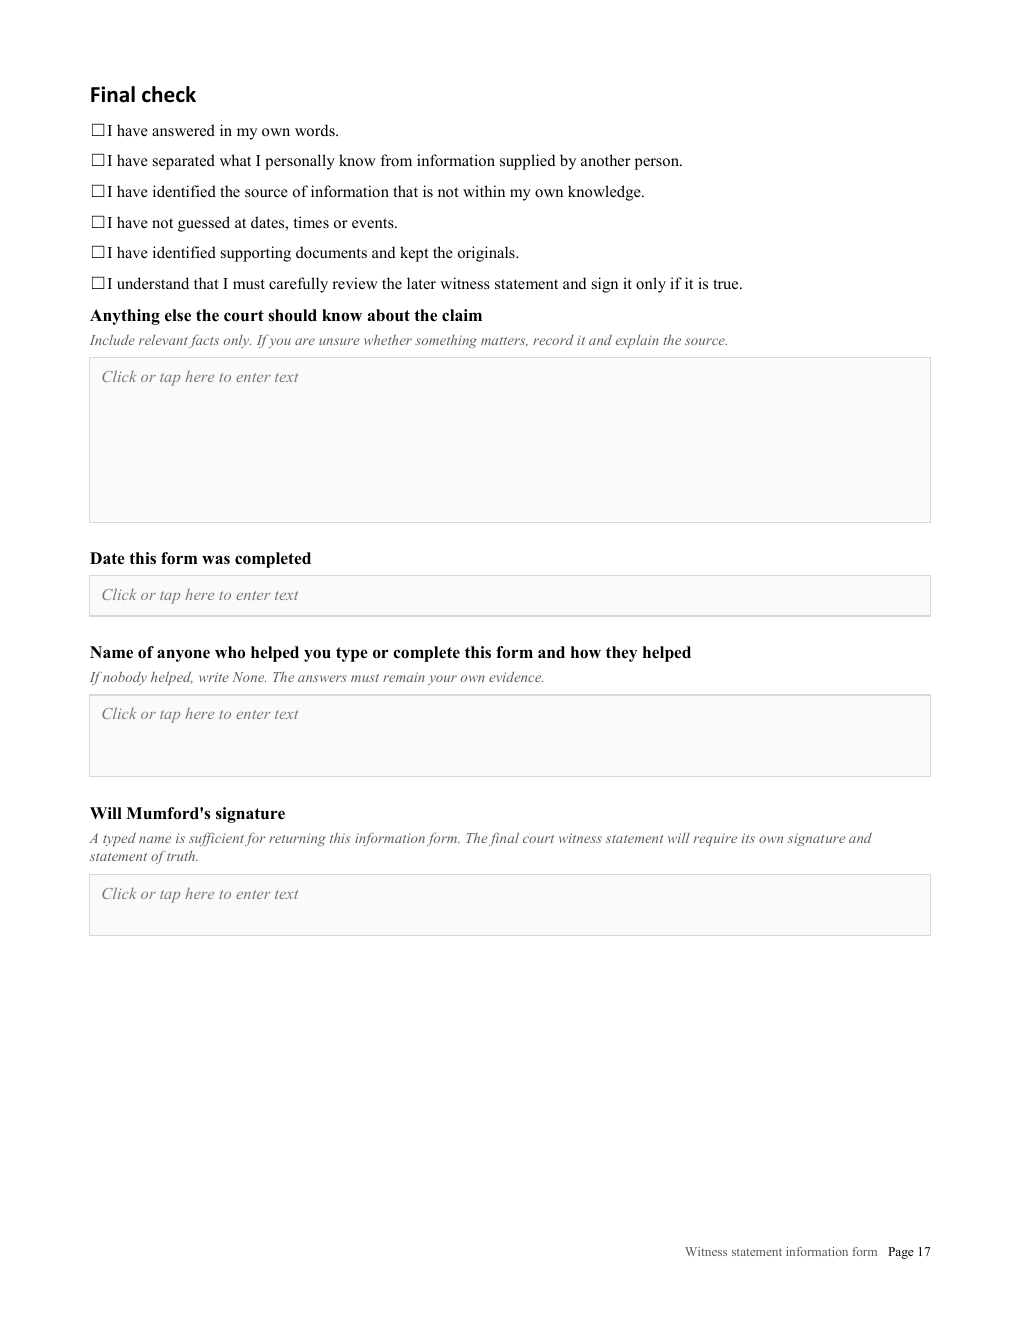 Final check
☐I have answered in my own words.
☐I have separated what I personally know from information supplied by another person.
☐I have identified the source of information that is not within my own knowledge.
☐I have not guessed at dates, times or events.
☐I have identified supporting documents and kept the originals.
☐I understand that I must carefully review the later witness statement and sign it only if it is true.
Anything else the court should know about the claim
Include relevant facts only. If you are unsure whether something matters, record it and explain the source.
Click or tap here to enter text
Date this form was completed
Click or tap here to enter text
Name of anyone who helped you type or complete this form and how they helped
If nobody helped, write None. The answers must remain your own evidence.
Click or tap here to enter text
Will Mumford's signature
A typed name is sufficient for returning this information form. The final court witness statement will require its own signature and
statement of truth.
Click or tap here to enter text
Witness statement information form Page 17